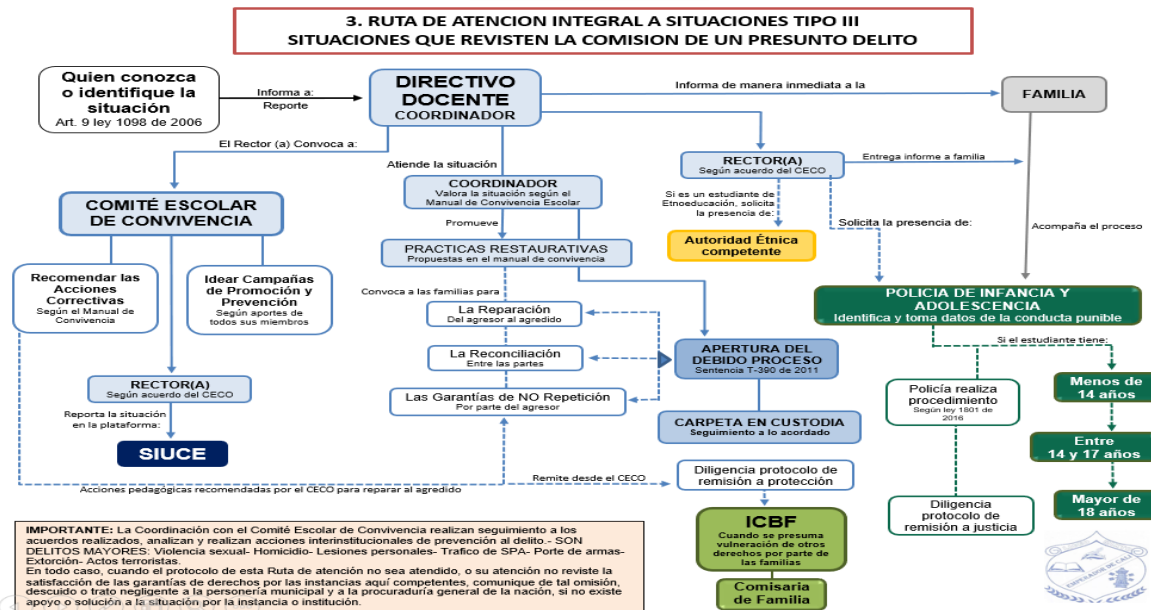 3. RUTA DE ATENCION INTEGRAL A SITUACIONES TIPO III
SITUACIONES QUE REVISTEN LA COMISION DE UN PRESUNTO DELITO
Quien conozca
o identifique la
situación
Art. 9 ley 1098 de 2006
Informa a:
Reporte
DIRECTIVO
DOCENTE
COORDINADOR
Informa de manera inmediata a la
FAMILIA
El Rector (a) Convoca a:
Atiende la situación
RECTOR(A)
Según acuerdo del CECO
Entrega informe a familia
COORDINADOR
Valora la situación según el
Manual de Convivencia Escolar
COMITÉ ESCOLAR
DE CONVIVENCIA
Si es un estudiante de
Etnoeducación, solicita
la presencia de:
Solicita la presencia de:
Acompaña el proceso
Promueve
Autoridad Étnica
competente
PRACTICAS RESTAURATIVAS
Propuestas en el manual de convivencia
Recomendar las
Acciones
Correctivas
Según el Manual de
Convivencia
Idear Campañas
de Promoción y
Prevención
Según aportes de
todos sus miembros
Convoca a las familias para
POLICIA DE INFANCIA Y
ADOLESCENCIA
Identifica y toma datos de la conducta punible
La Reparación
Del agresor al agredido
Si el estudiante tiene:
La Reconciliación
Entre las partes
APERTURA DEL
DEBIDO PROCESO
Sentencia T-390 de 2011
RECTOR(A)
Según acuerdo del CECO
Las Garantías de NO Repetición
Por parte del agresor
Policía realiza
procedimiento
Según ley 1801 de
2016
Menos de
14 años
Reporta la situación
en la plataforma:
CARPETA EN CUSTODIA
Seguimiento a lo acordado
SIUCE
Entre
14 y 17 años
Acciones pedagógicas recomendadas por el CECO para reparar al agredido
Remite desde el CECO
Diligencia protocolo de
remisión a protección
Diligencia
protocolo de
remisión a justicia
Mayor de
18 años
ICBF
Cuando se presuma
vulneración de otros
derechos por parte de
las familias
Comisaria
de Familia
IMPORTANTE: La Coordinación con el Comité Escolar de Convivencia realizan seguimiento a los
acuerdos realizados, analizan y realizan acciones interinstitucionales de prevención al delito.- SON
DELITOS MAYORES: Violencia sexual- Homicidio- Lesiones personales- Trafico de SPA- Porte de armas-
Extorción- Actos terroristas.
En todo caso, cuando el protocolo de esta Ruta de atención no sea atendido, o su atención no reviste la
satisfacción de las garantías de derechos por las instancias aquí competentes, comunique de tal omisión,
descuido o trato negligente a la personería municipal y a la procuraduría general de la nación, si no existe
apoyo o solución a la situación por la instancia o institución.